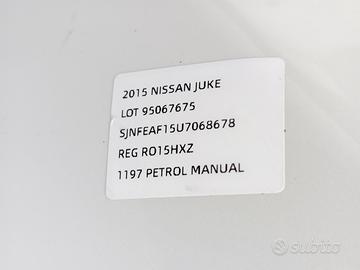 2015 NISSAN JUKE
LOT 95067675
SJNFEAF15U7068678
REG RO15HXZ
1197 PETROL MANUAL
subito